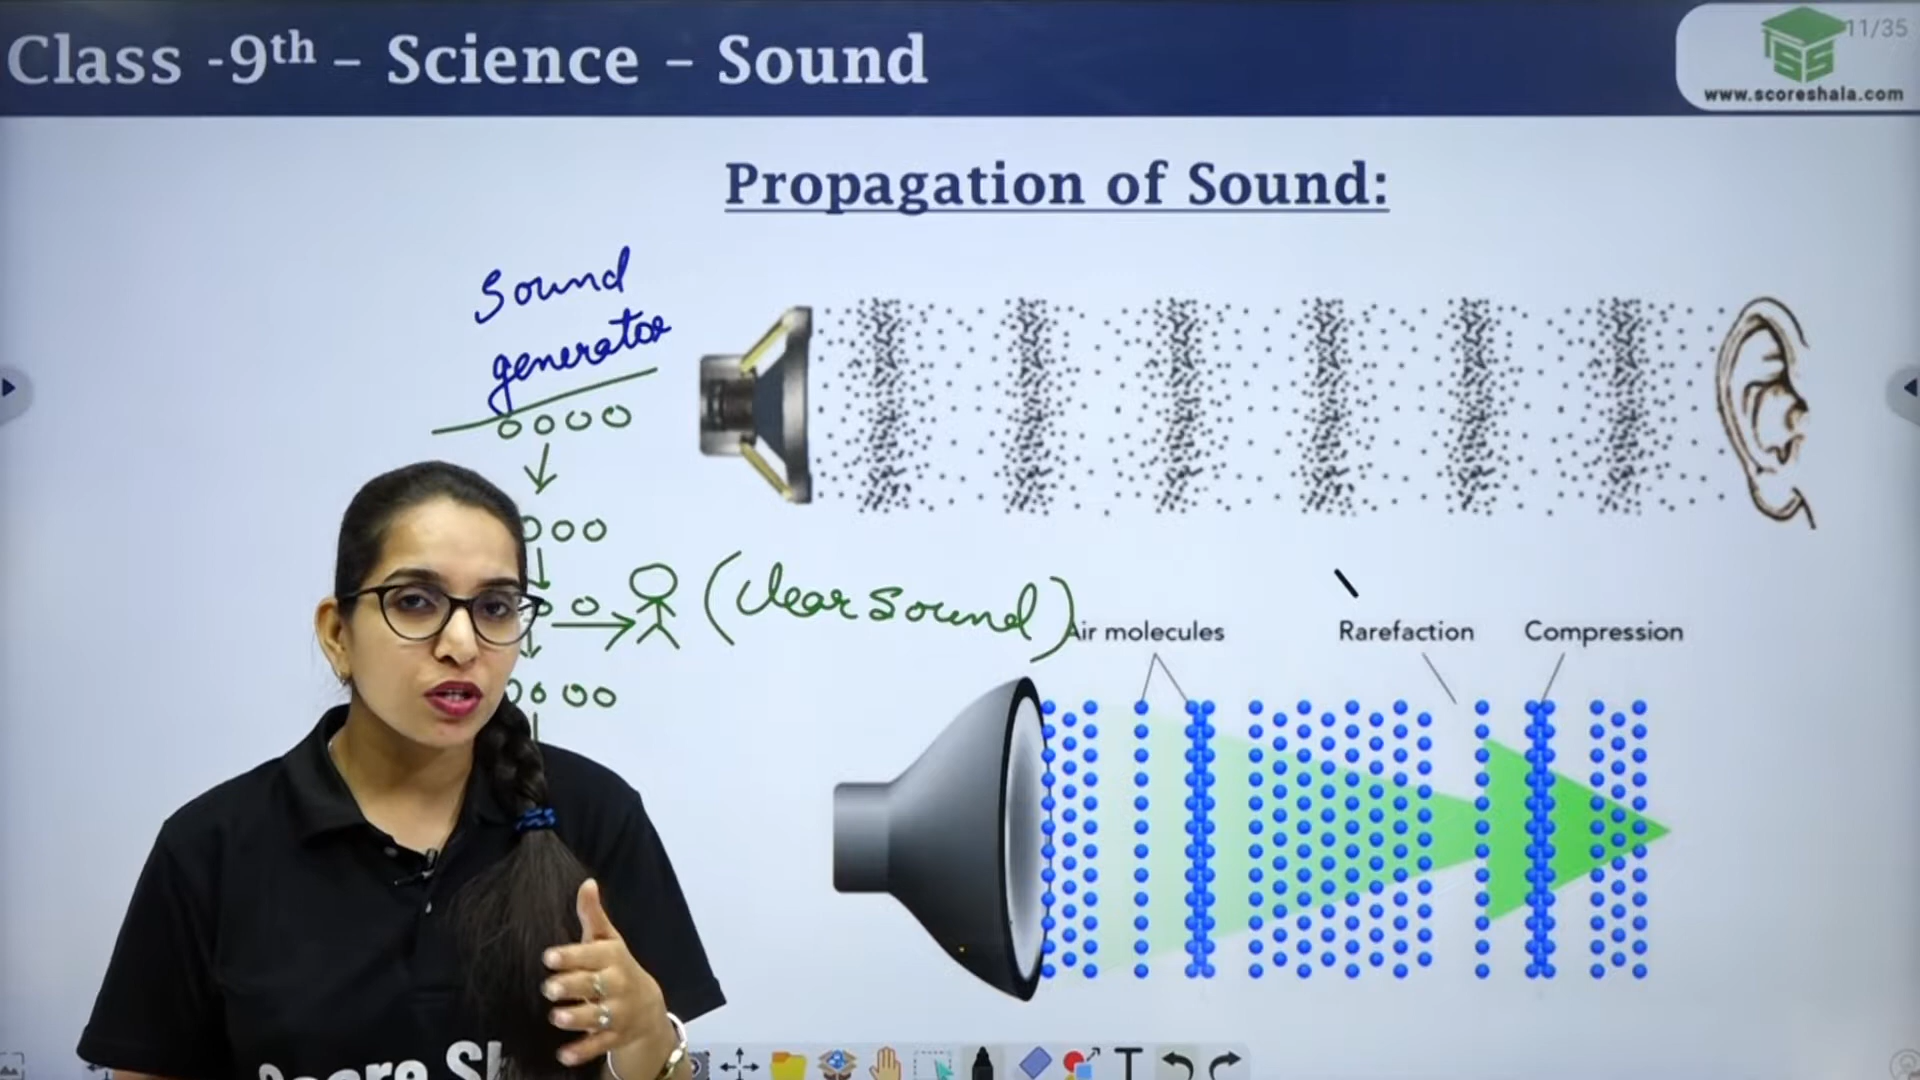 Class -9th – Science – Sound
11/35
SS
www.scoreshala.com
Propagation of Sound:
Sound
generator
(Clear sound)
Air molecules
Rarefaction
Compression
T